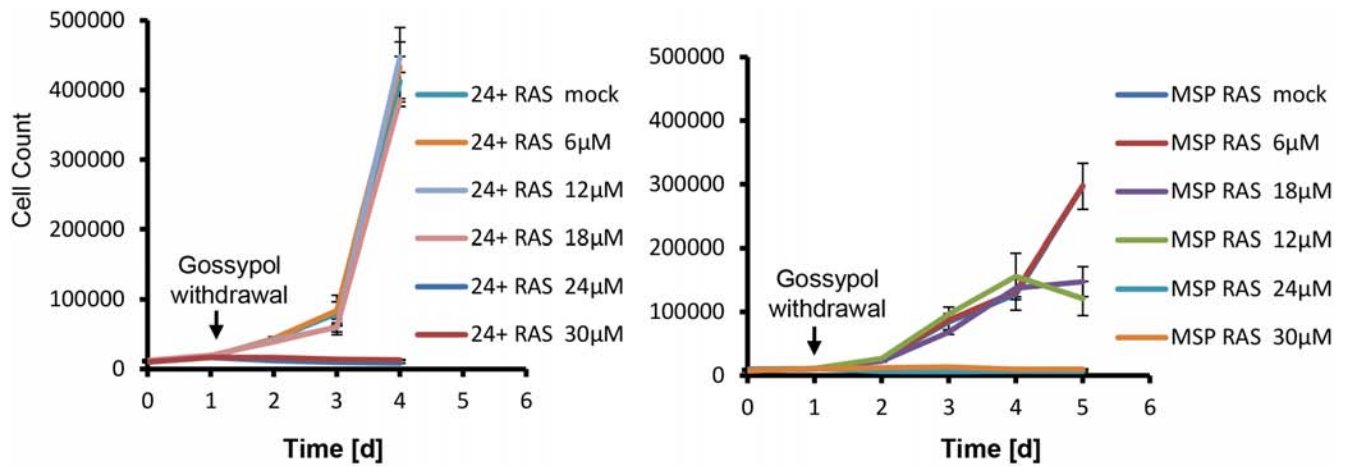 500000
400000
300000
200000
100000
0
Cell Count
Gossypol
withdrawal
0 1 2 3 4 5 6
Time [d]
24+ RAS mock
24+ RAS 6µM
24+ RAS 12µM
24+ RAS 18µM
24+ RAS 24µM
24+ RAS 30µM
500000
400000
300000
200000
100000
0
Gossypol
withdrawal
0 1 2 3 4 5 6
Time [d]
MSP RAS mock
MSP RAS 6µM
MSP RAS 18µM
MSP RAS 12µM
MSP RAS 24µM
MSP RAS 30µM